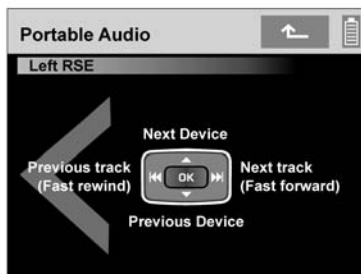 Portable Audio
Left RSE
Next Device
Previous track
(Fast rewind)
OK
Next track
(Fast forward)
Previous Device